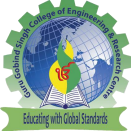 Guru Gobind Singh College of Engineering & Research Centre
ੴ
Educating with Global Standards